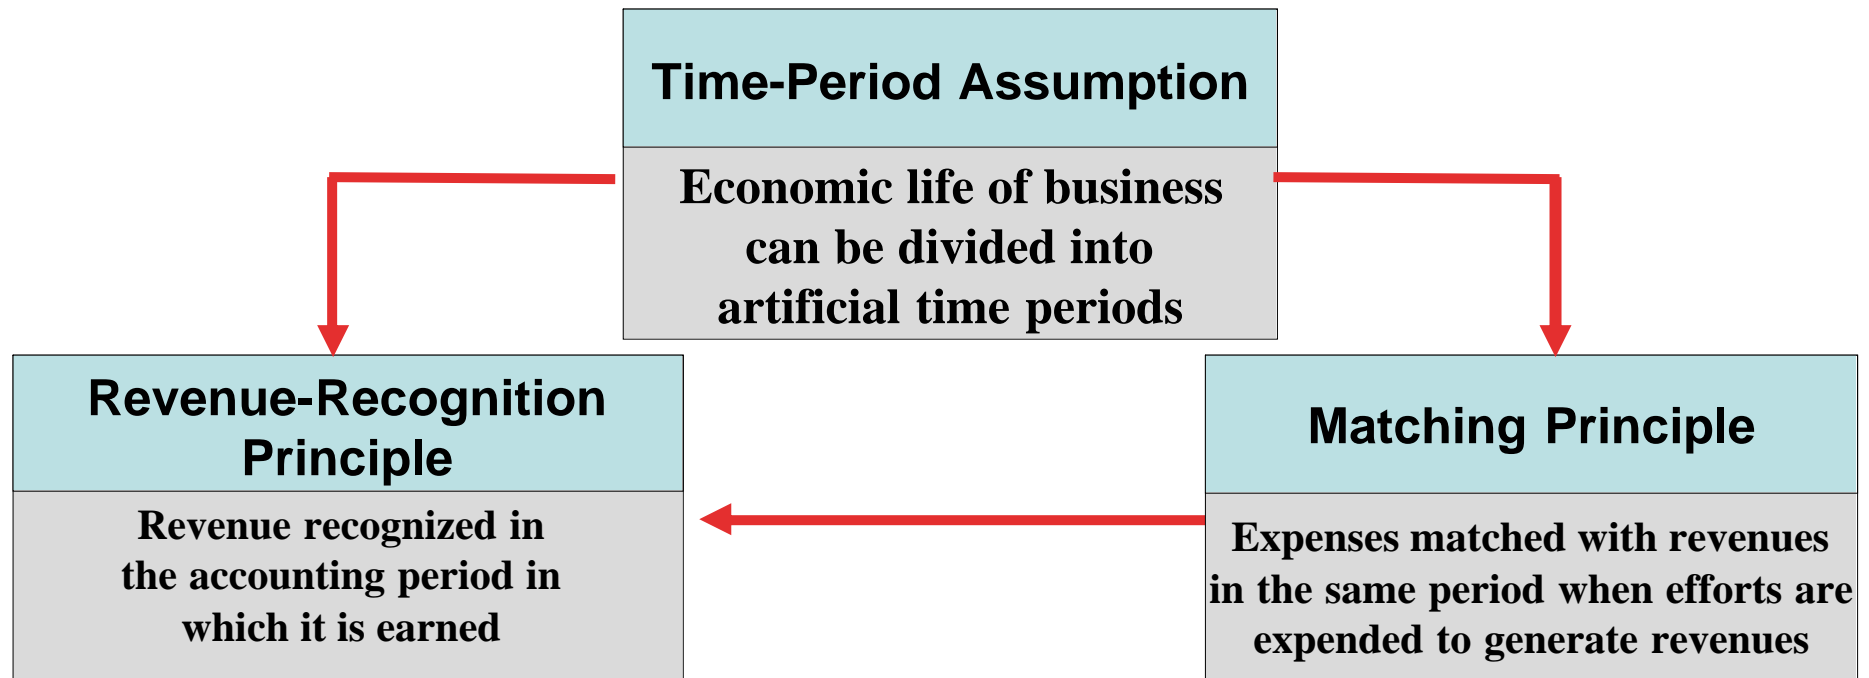 Time-Period Assumption
Economic life of business
can be divided into
artificial time periods
Revenue-Recognition
Principle
Revenue recognized in
the accounting period in
which it is earned
Matching Principle
Expenses matched with revenues
in the same period when efforts are
expended to generate revenues